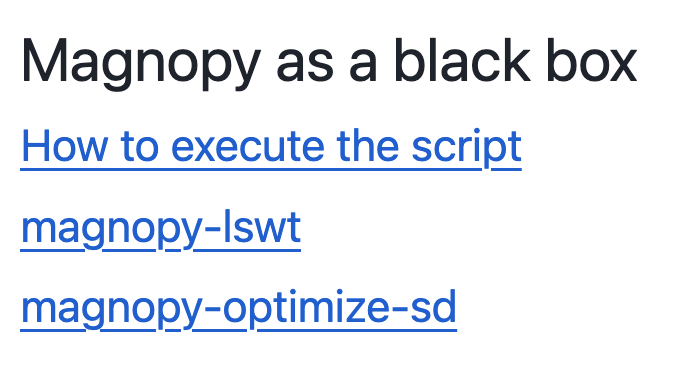 Magnopy as a black box
How to execute the script
magnopy-lswt
magnopy-optimize-sd